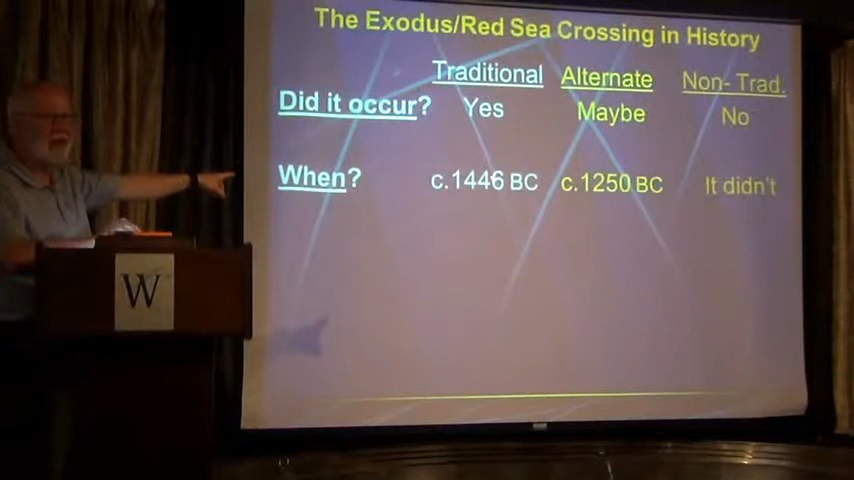 The Exodus/Red Sea Crossing in History
Traditional Alternate Non- Trad.
Did it occur? Yes Maybe No
When? c.1446 BC c.1250 BC It didn't
W